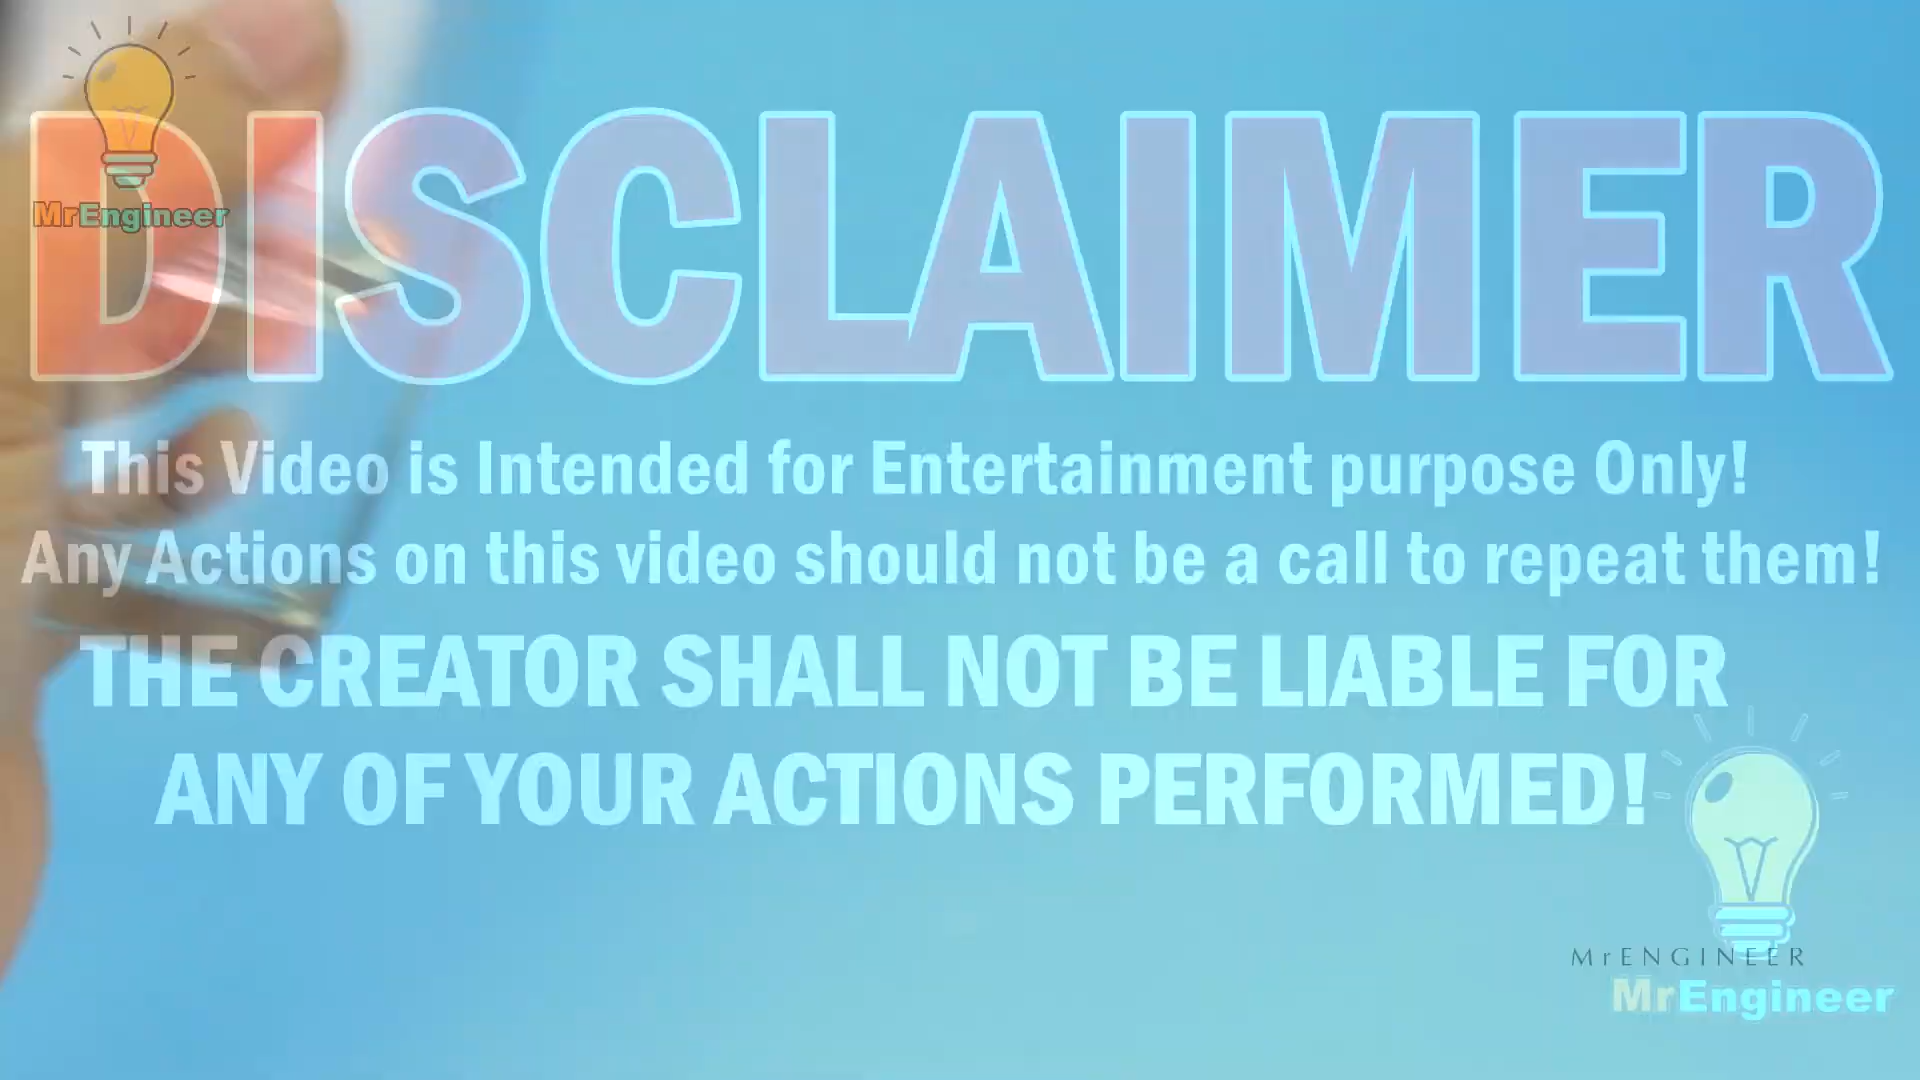 MrEngineer
DISCLAIMER
This Video is Intended for Entertainment purpose Only!
Any Actions on this video should not be a call to repeat them!
THE CREATOR SHALL NOT BE LIABLE FOR
ANY OF YOUR ACTIONS PERFORMED!
MrENGINEER
MrEngineer